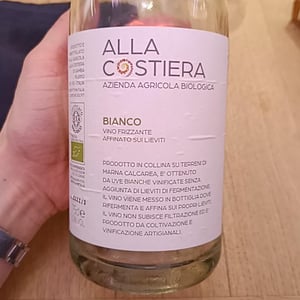 ALLA
COSTIERA
AZIENDA AGRICOLA BIOLOGICA
BIANCO
VINO FRIZZANTE
AFFINATO SUI LIEVITI
PRODOTTO IN COLLINA SU TERRENI DI
MARNA CALCAREA, E' OTTENUTO
DA UVE BIANCHE VINIFICATE SENZA
AGGIUNTA DI LIEVITI DI FERMENTAZIONE.
IL VINO VIENE MESSO IN BOTTIGLIA DOVE
RIFERMENTA E AFFINA SUI PROPRI LIEVITI.
IL VINO NON SUBISCE FILTRAZIONI ED E'
PRODOTTO DA COLTIVAZIONE E
VINIFICAZIONE ARTIGIANALI.